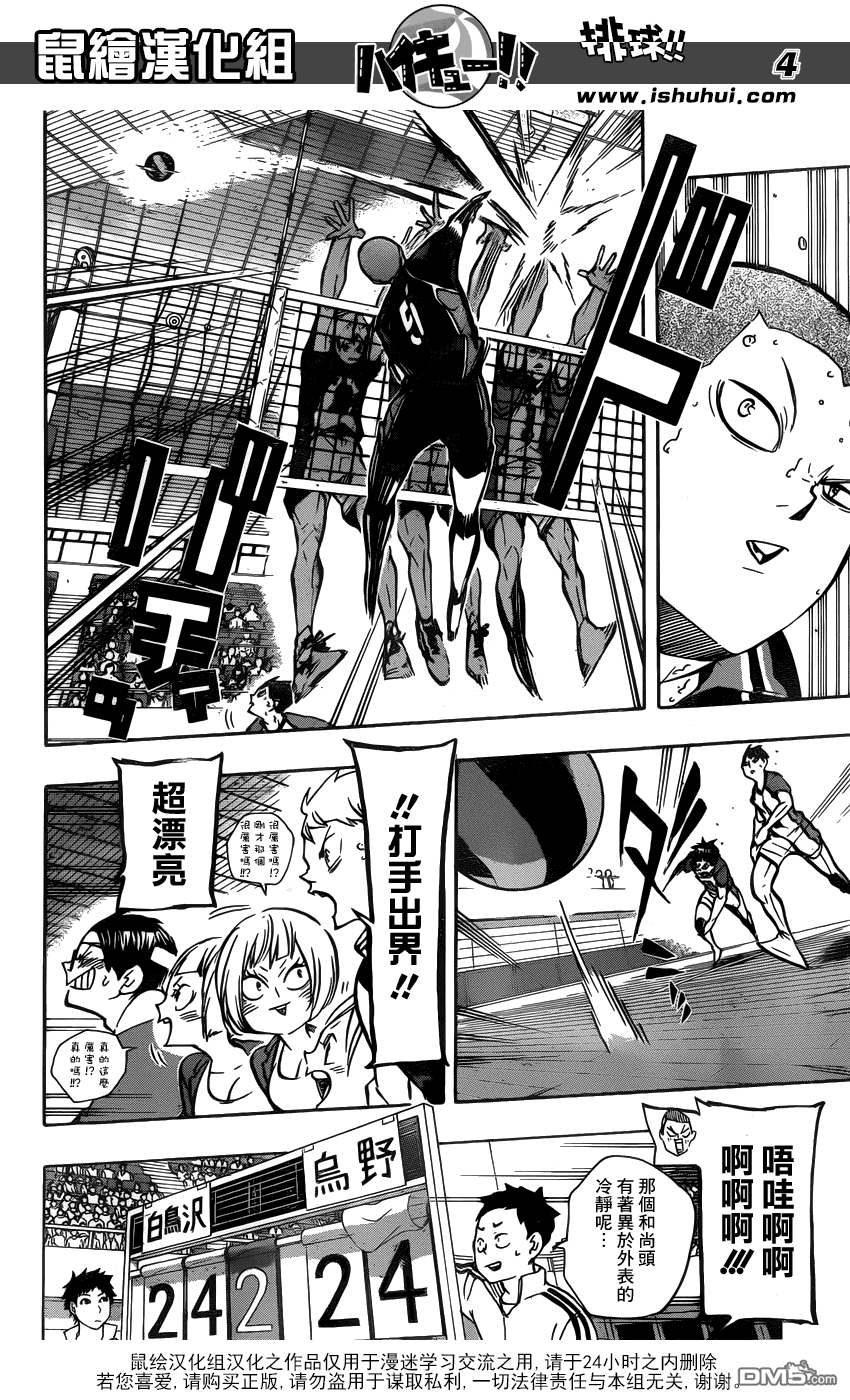 鼠繪漢化組
ハイキュー!!
排球!!
4
www.ishuhui.com
5
ドドド
!!打手出界!!
很厲害嗎!?
剛才那個
很厲害嗎!?
超漂亮
真的這麼
厲害!?
真的嗎!!?
唔哇啊啊
啊啊啊!!!
那個和尚頭
有著異於外表的
冷靜呢…
白鳥沢
烏野
24
2
24
鼠绘汉化组汉化之作品仅用于漫迷学习交流之用, 请于24小时之内删除
若您喜爱, 请购买正版, 请勿盗用于谋取私利, 一切法律责任与本组无关, 谢谢。
DM5.com